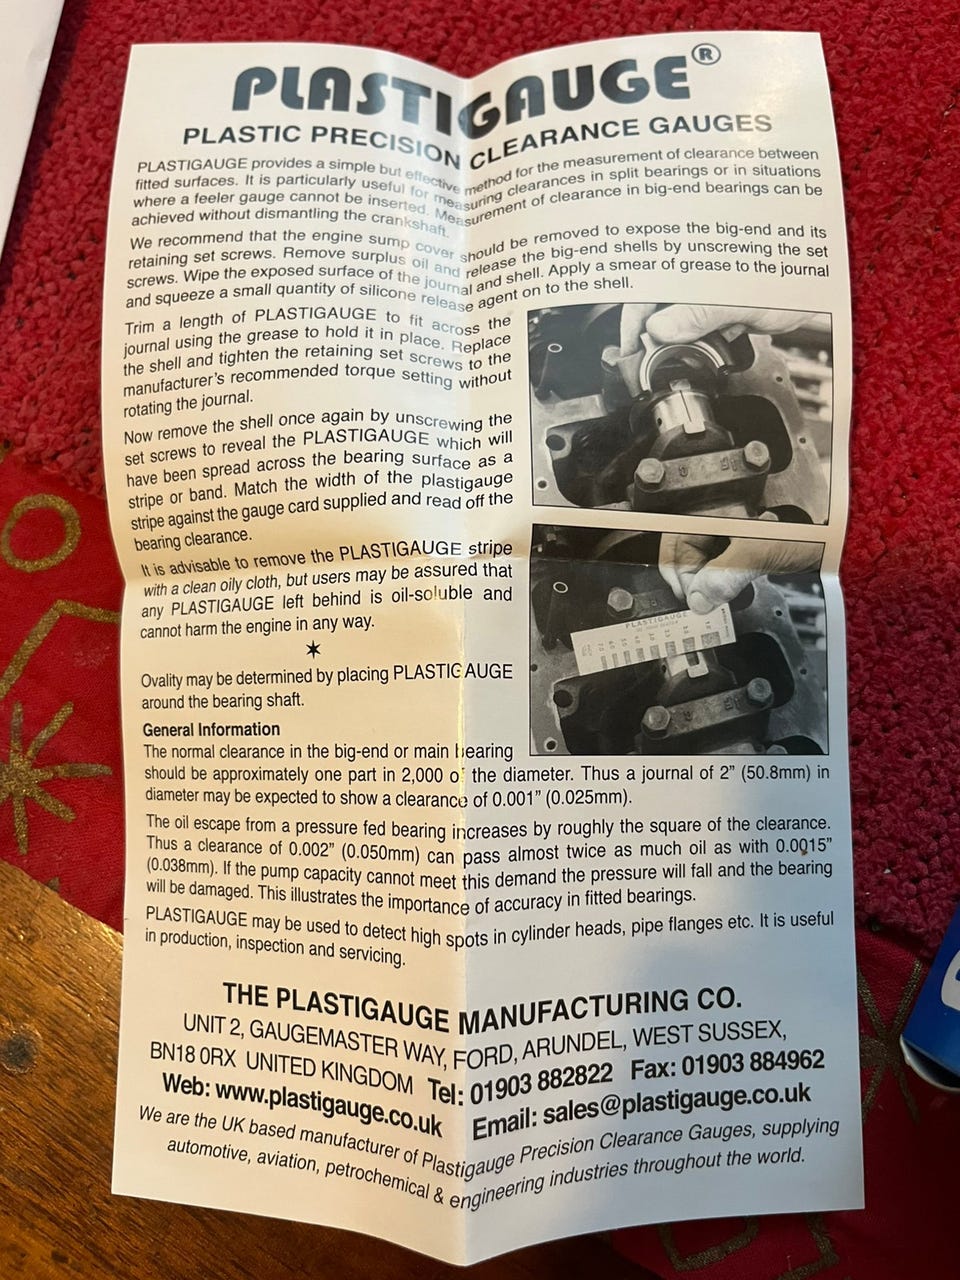 PLASTIGAUGE®
PLASTIC PRECISION CLEARANCE GAUGES
PLASTIGAUGE provides a simple but effective method for the measurement of clearance between
fitted surfaces. It is particularly useful for measuring clearances in split bearings or in situations
where a feeler gauge cannot be inserted. Measurement of clearance in big-end bearings can be
achieved without dismantling the crankshaft.
We recommend that the engine sump cover should be removed to expose the big-end and its
retaining set screws. Remove surplus oil and release the big-end shells by unscrewing the set
screws. Wipe the exposed surface of the journal and shell. Apply a smear of grease to the journal
and squeeze a small quantity of silicone release agent on to the shell.
Trim a length of PLASTIGAUGE to fit across the
journal using the grease to hold it in place. Replace
the shell and tighten the retaining set screws to the
manufacturer's recommended torque setting without
rotating the journal.
Now remove the shell once again by unscrewing the
set screws to reveal the PLASTIGAUGE which will
have been spread across the bearing surface as a
stripe or band. Match the width of the plastigauge
stripe against the gauge card supplied and read off the
bearing clearance.
It is advisable to remove the PLASTIGAUGE stripe
with a clean oily cloth, but users may be assured that
any PLASTIGAUGE left behind is oil-soluble and
cannot harm the engine in any way.
PLASTIGAUGE
Ovality may be determined by placing PLASTIGAUGE
around the bearing shaft.
General Information
The normal clearance in the big-end or main bearing
should be approximately one part in 2,000 of the diameter. Thus a journal of 2" (50.8mm) in
diameter may be expected to show a clearance of 0.001" (0.025mm).
The oil escape from a pressure fed bearing increases by roughly the square of the clearance.
Thus a clearance of 0.002" (0.050mm) can pass almost twice as much oil as with 0.0015"
(0.038mm). If the pump capacity cannot meet this demand the pressure will fall and the bearing
will be damaged. This illustrates the importance of accuracy in fitted bearings.
PLASTIGAUGE may be used to detect high spots in cylinder heads, pipe flanges etc. It is useful
in production, inspection and servicing.
THE PLASTIGAUGE MANUFACTURING CO.
UNIT 2, GAUGEMASTER WAY, FORD, ARUNDEL, WEST SUSSEX,
BN18 0RX UNITED KINGDOM Tel: 01903 882822 Fax: 01903 884962
Web: www.plastigauge.co.uk Email: sales@plastigauge.co.uk
We are the UK based manufacturer of Plastigauge Precision Clearance Gauges, supplying
automotive, aviation, petrochemical & engineering industries throughout the world.